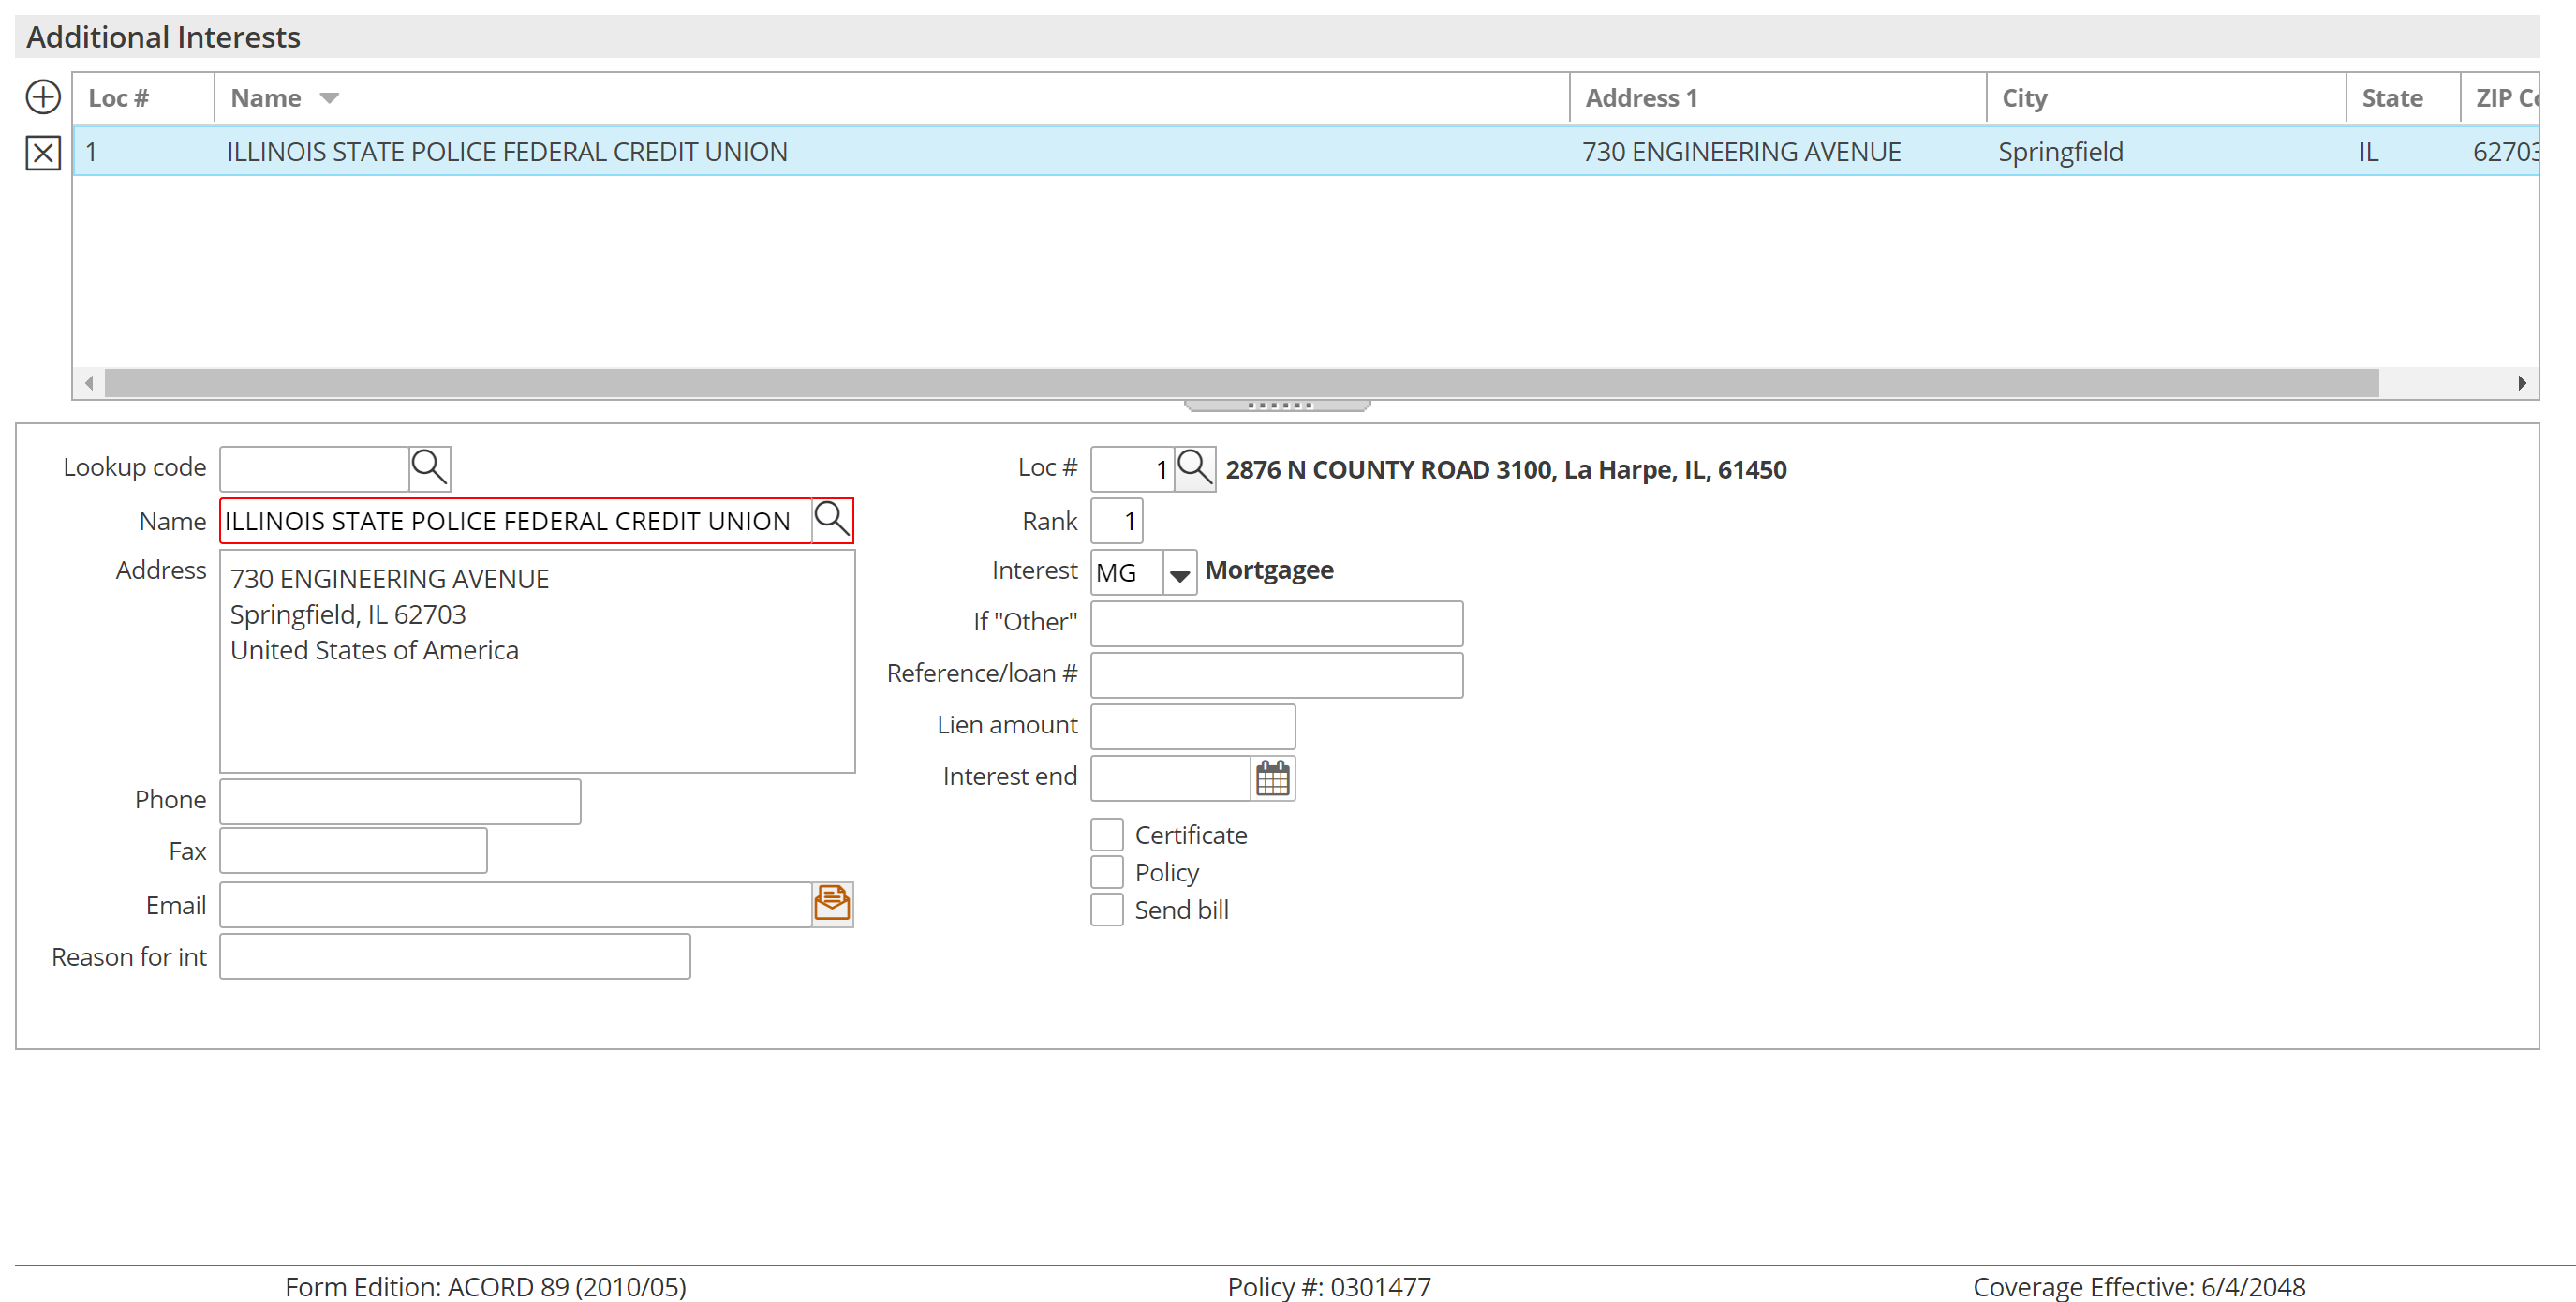 Additional Interests
Loc # Name Address 1 City State ZIP
1 ILLINOIS STATE POLICE FEDERAL CREDIT UNION 730 ENGINEERING AVENUE Springfield IL 62703
Lookup code Loc # 1 2876 N COUNTY ROAD 3100, La Harpe, IL, 61450
Name ILLINOIS STATE POLICE FEDERAL CREDIT UNION Rank 1
Address 730 ENGINEERING AVENUE Interest MG Mortgagee
Springfield, IL 62703 If "Other"
United States of America
Reference/loan #
Lien amount
Interest end
Phone
Certificate
Fax
Policy
Email Send bill
Reason for int
Form Edition: ACORD 89 (2010/05) Policy #: 0301477 Coverage Effective: 6/4/2048